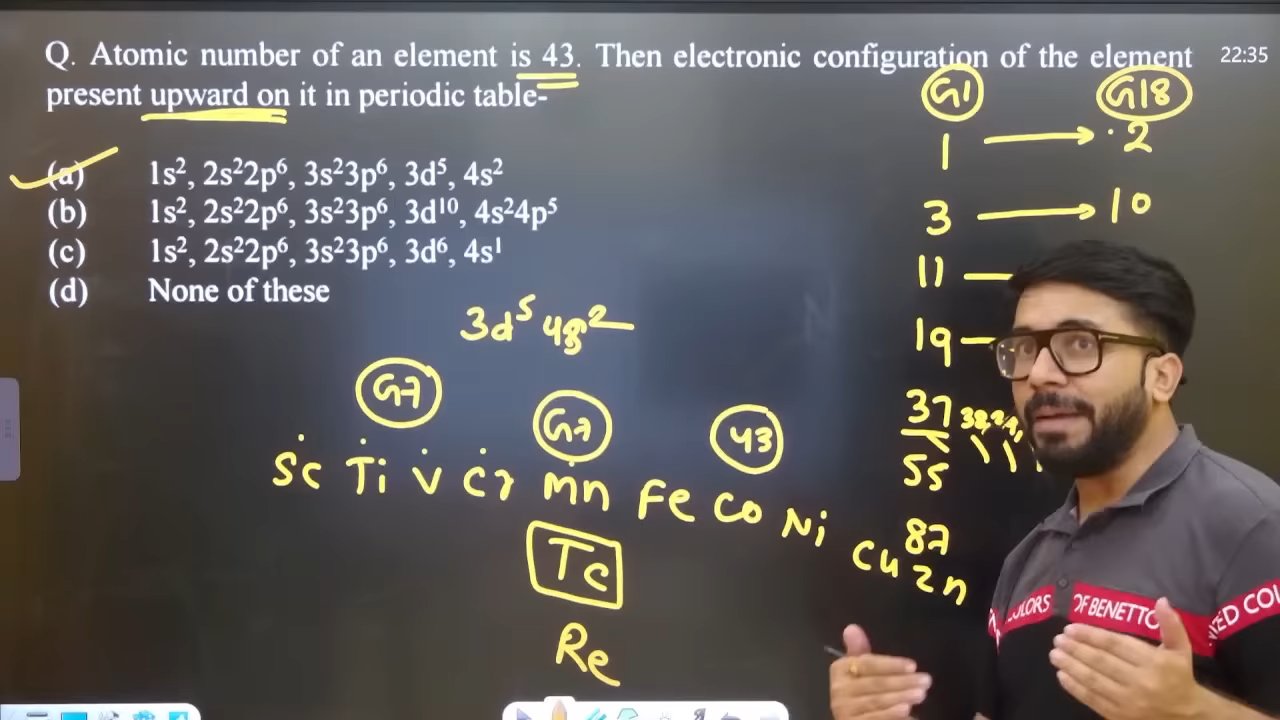 Q. Atomic number of an element is 43. Then electronic configuration of the element
present upward on it in periodic table-
22:35
(a) 1s², 2s²2p⁶, 3s²3p⁶, 3d⁵, 4s²
(b) 1s², 2s²2p⁶, 3s²3p⁶, 3d¹⁰, 4s²4p⁵
(c) 1s², 2s²2p⁶, 3s²3p⁶, 3d⁶, 4s¹
(d) None of these
G1 G18
1 → 2
3 → 10
11
19
37
55
87
3d⁵ 4s²
G7 G7 43
Sc Ti V Cr Mn Fe Co Ni Cu Zn
Tc
Re
COLORS OF BENETTO